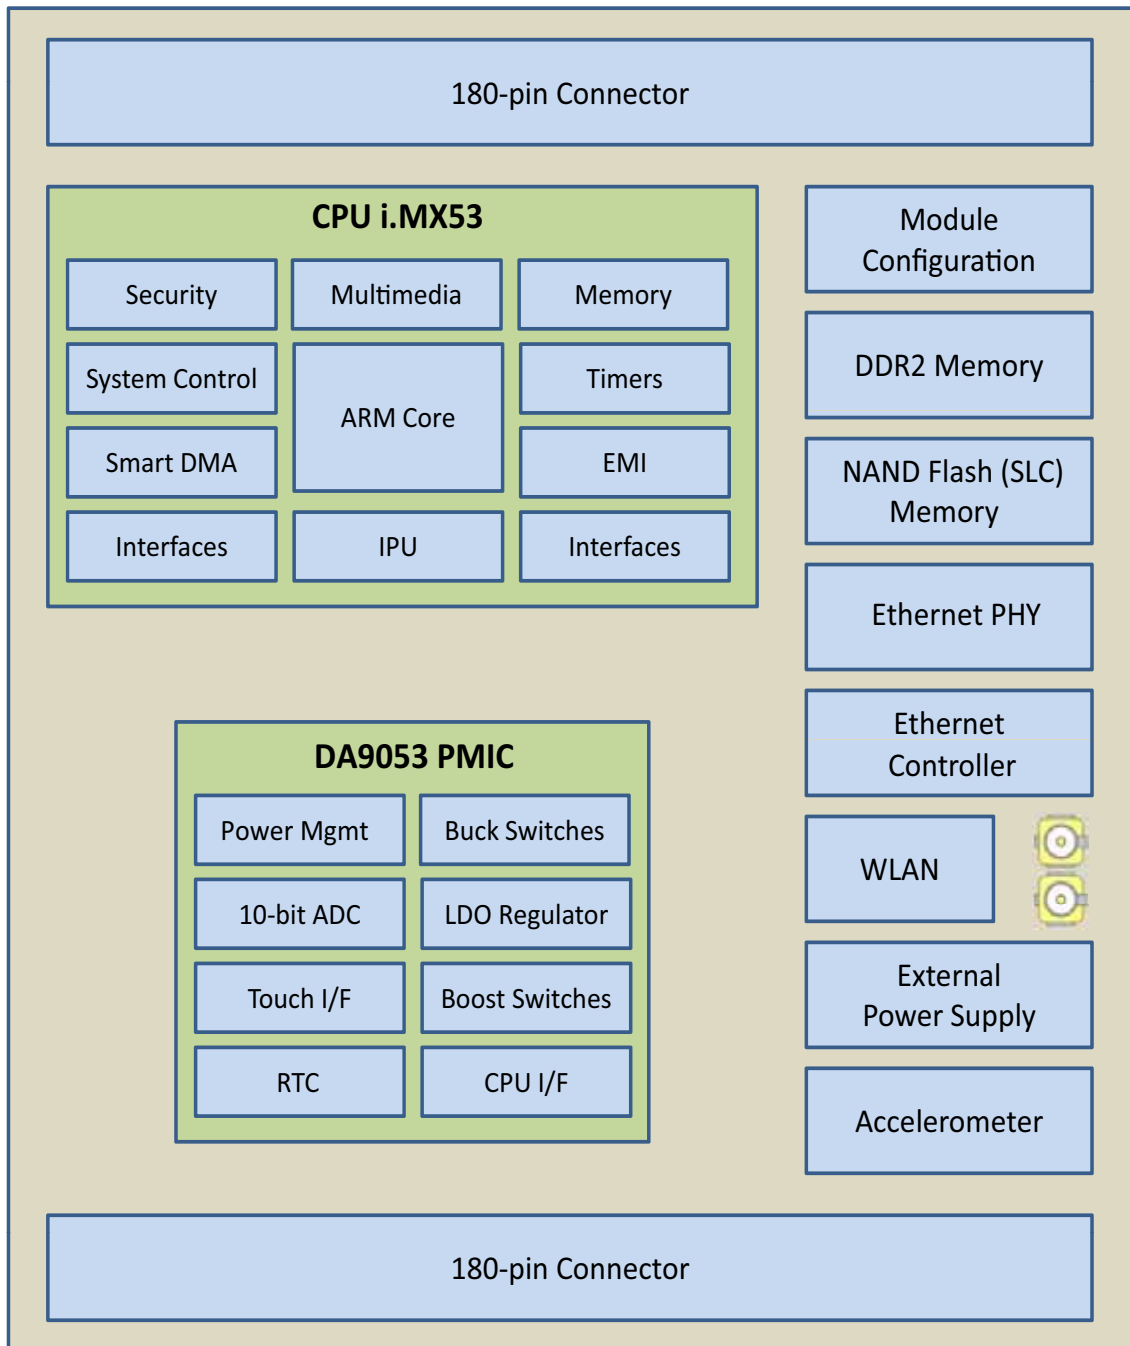 180-pin Connector
CPU i.MX53
Security
Multimedia
Memory
System Control
ARM Core
Timers
Smart DMA
EMI
Interfaces
IPU
Interfaces
Module
Configuration
DDR2 Memory
NAND Flash (SLC)
Memory
Ethernet PHY
Ethernet
Controller
WLAN
External
Power Supply
Accelerometer
DA9053 PMIC
Power Mgmt
Buck Switches
10-bit ADC
LDO Regulator
Touch I/F
Boost Switches
RTC
CPU I/F
180-pin Connector